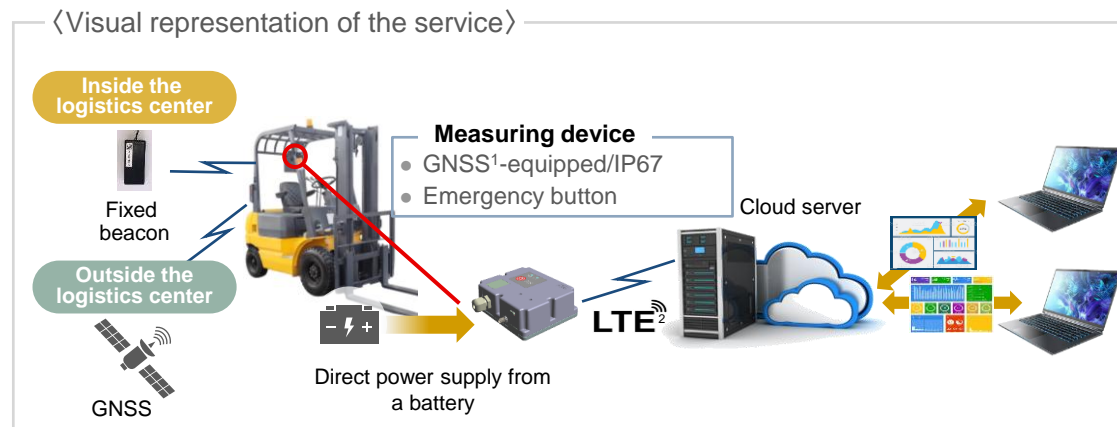 〈Visual representation of the service〉
Inside the
logistics center
Fixed
beacon
Outside the
logistics center
GNSS
Measuring device
● GNSS¹-equipped/IP67
● Emergency button
Direct power supply from
a battery
LTE²
Cloud server